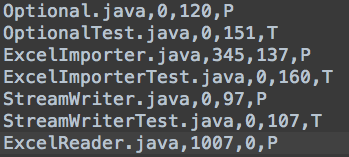 Optional.java,0,120,P
OptionalTest.java,0,151,T
ExcelImporter.java,345,137,P
ExcelImporterTest.java,0,160,T
StreamWriter.java,0,97,P
StreamWriterTest.java,0,107,T
ExcelReader.java,1007,0,P